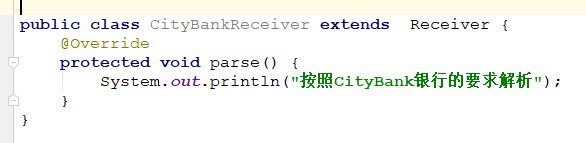 public class CityBankReceiver extends  Receiver {
    @Override
    protected void parse() {
        System.out.println("按照CityBank银行的要求解析");
    }
}